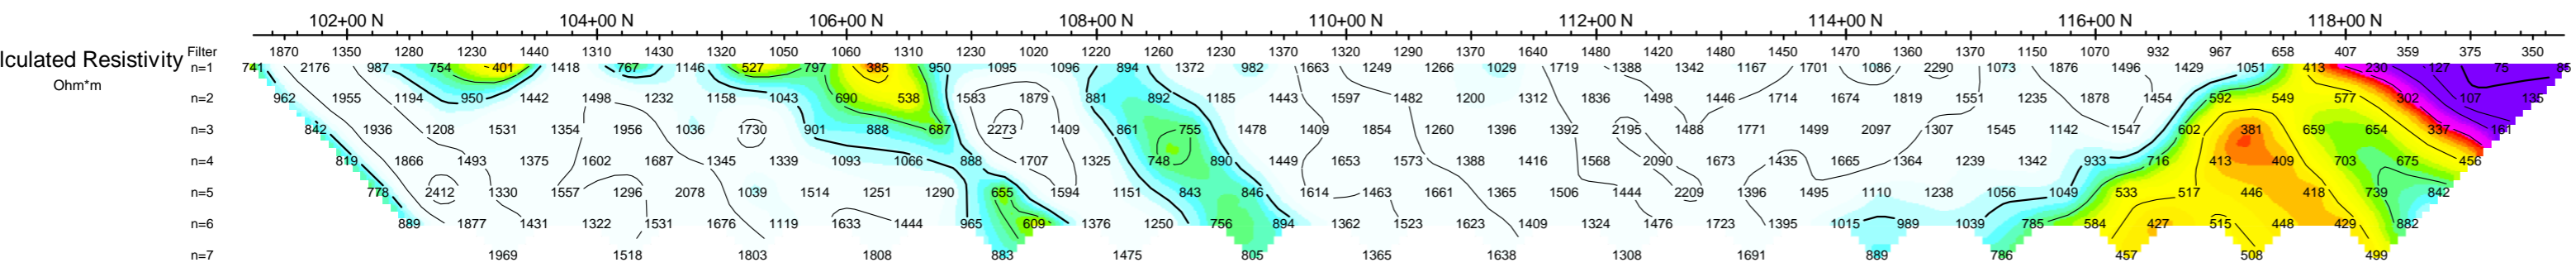 102+00 N 104+00 N 106+00 N 108+00 N 110+00 N 112+00 N 114+00 N 116+00 N 118+00 N
lculated Resistivity
Ohm*m
Filter 1870 1350 1280 1230 1440 1310 1430 1320 1050 1060 1310 1230 1020 1220 1260 1230 1370 1320 1290 1370 1640 1480 1420 1480 1450 1470 1360 1370 1150 1070 932 967 658 407 359 375 350
n=1 741 2176 987 754 401 1418 767 1146 527 797 385 950 1095 1096 894 1372 982 1663 1249 1266 1029 1719 1388 1342 1167 1701 1086 2290 1073 1876 1496 1429 1051 413 230 127 75 85
n=2 962 1955 1194 950 1442 1498 1232 1158 1043 690 538 1583 1879 881 892 1185 1443 1597 1482 1200 1312 1836 1498 1446 1714 1674 1819 1551 1235 1878 1454 592 549 577 302 107 135
n=3 842 1936 1208 1531 1354 1956 1036 1730 901 888 687 2273 1409 861 755 1478 1409 1854 1260 1396 1392 2195 1488 1771 1499 2097 1307 1545 1142 1547 602 381 659 654 337 161
n=4 819 1866 1493 1375 1602 1687 1345 1339 1093 1066 888 1707 1325 748 890 1449 1653 1573 1388 1416 1568 2090 1673 1435 1665 1364 1239 1342 933 716 413 409 703 675 456
n=5 778 2412 1330 1557 1296 2078 1039 1514 1251 1290 655 1594 1151 843 846 1614 1463 1661 1365 1506 1444 2209 1396 1495 1110 1238 1056 1049 533 517 446 418 739 842
n=6 889 1877 1431 1322 1531 1676 1119 1633 1444 965 609 1376 1250 756 894 1362 1523 1623 1409 1324 1476 1723 1395 1015 989 1039 785 584 427 515 448 429 882
n=7 1969 1518 1803 1808 883 1475 805 1365 1638 1308 1691 889 786 457 508 499